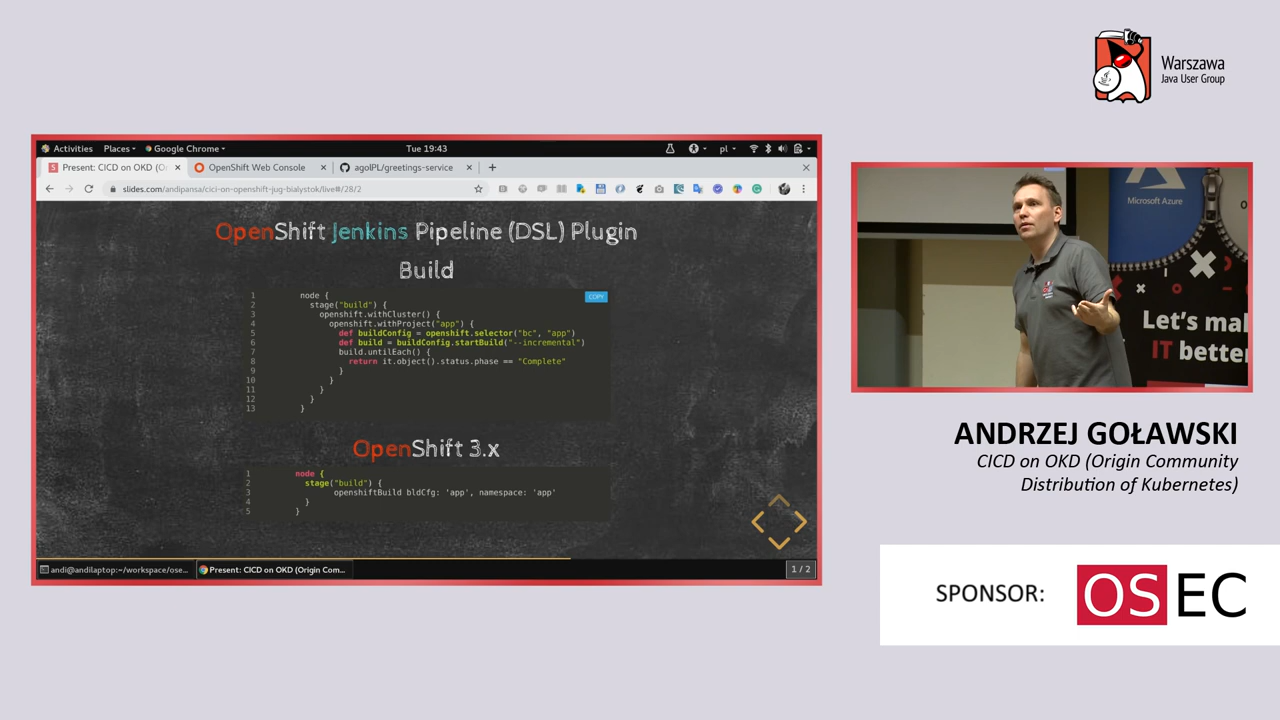 Warszawa
Java User Group
Activities Places Google Chrome Tue 19:43 pl
Present: CICD on OKD (O OpenShift Web Console agolPL/greetings-service
slides.com/andipansa/cici-on-openshift-jug-bialystok/live#/28/2
OpenShift Jenkins Pipeline (DSL) Plugin
Build
COPY
1 node {
2 stage("build") {
3 openshift.withCluster() {
4 openshift.withProject("app") {
5 def buildConfig = openshift.selector("bc", "app")
6 def build = buildConfig.startBuild("--incremental")
7 build.untilEach() {
8 return it.object().status.phase == "Complete"
9 }
10 }
11 }
12 }
13 }
OpenShift 3.x
1 node {
2 stage("build") {
3 openshiftBuild bldCfg: 'app', namespace: 'app'
4 }
5 }
andi@andilaptop:~/workspace/ose... Present: CICD on OKD (Origin Com... 1 / 2
Microsoft Azure
Let's mal
IT bette
ANDRZEJ GOŁAWSKI
CICD on OKD (Origin Community
Distribution of Kubernetes)
SPONSOR: OSEC